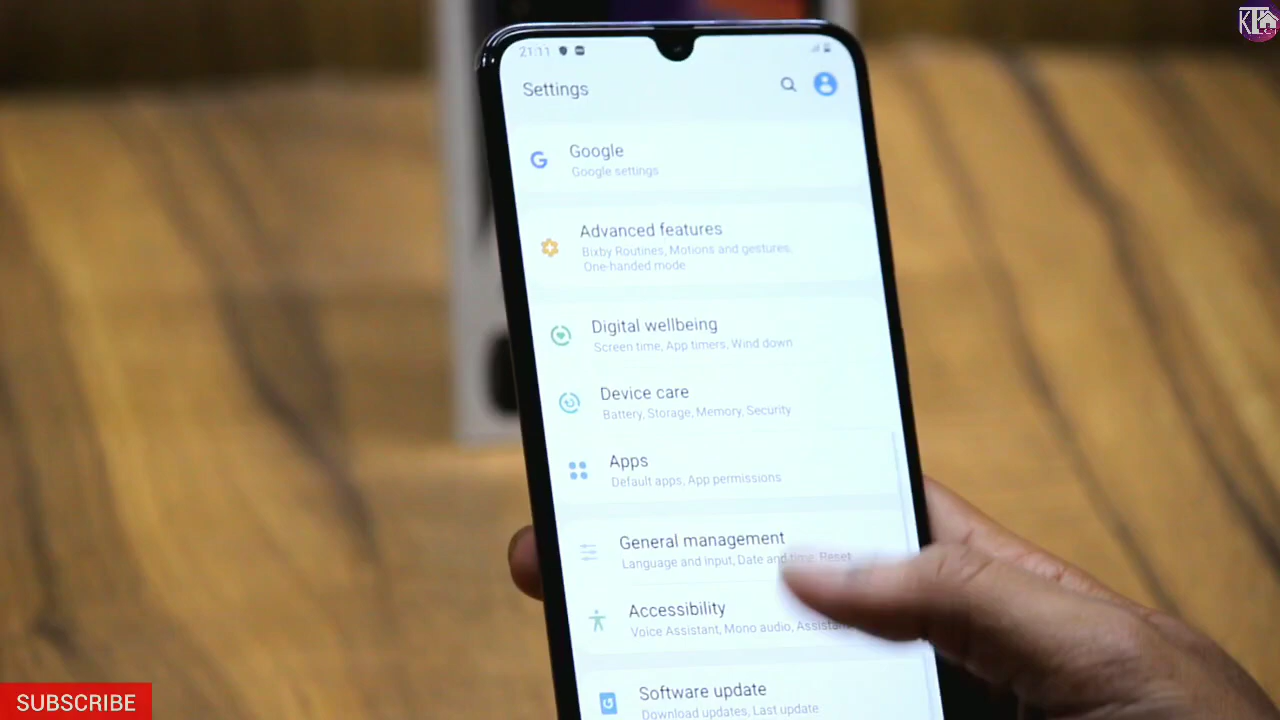 21:11
Settings
Google
Google settings
Advanced features
Bixby Routines, Motions and gestures,
One-handed mode
Digital wellbeing
Screen time, App timers, Wind down
Device care
Battery, Storage, Memory, Security
Apps
Default apps, App permissions
General management
Language and input, Date and time, Reset
Accessibility
Voice Assistant, Mono audio,
Software update
Download updates, Last update
SUBSCRIBE